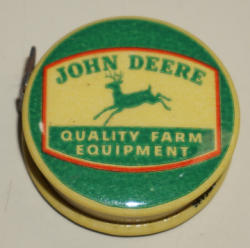 JOHN DEERE
QUALITY FARM
EQUIPMENT